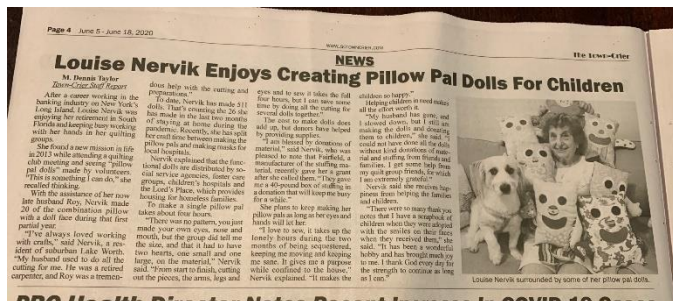 Page 4   June 5 - June 18, 2020
The Town-Crier
NEWS
Louise Nervik Enjoys Creating Pillow Pal Dolls For Children
M. Dennis Taylor
Town-Crier Staff Report
After a career working in the
banking industry on New York's
Long Island, Louise Nervik was
enjoying her retirement in South
Florida and keeping busy working
with her hands in her quilting
groups.
She found a new mission in life
in 2013 while attending a quilting
club meeting and seeing "pillow
pal dolls" made by volunteers.
"This is something I can do," she
recalled thinking.
With the assistance of her now
late husband Roy, Nervik made
20 of the combination pillow
with a doll face during that first
partial year.
"I've always loved working
with crafts," said Nervik, a res-
ident of suburban Lake Worth.
"My husband used to do all the
cutting for me. He was a retired
carpenter, and Roy was a tremen-
dous help with the cutting and
preparations."
To date, Nervik has made 511
dolls. That's counting the 26 she
has made in the last two months
of staying at home during the
pandemic. Recently, she has split
her craft time between making the
pillow pals and making masks for
local hospitals.
Nervik explained that the func-
tional dolls are distributed by so-
cial service agencies, foster care
groups, children's hospitals and
the Lord's Place, which provides
housing for homeless families.
To make a single pillow pal
takes about four hours.
"There was no pattern, you just
made your own eyes, nose and
mouth, but the group did tell me
the size, and that it had to have
two hearts, one small and one
large, on the material," Nervik
said. "From start to finish, cutting
out the pieces, the arms, legs and
eyes and to sew it takes the full
four hours, but I can save some
time by doing all the cutting for
several dolls together."
The cost to make the dolls does
add up, but donors have helped
by providing supplies.
"I am blessed by donations of
material," said Nervik, who was
pleased to note that Fairfield, a
manufacturer of the stuffing ma-
terial, recently gave her a grant
after she called them. "They gave
me a 40-pound box of stuffing in
a donation that will keep me busy
for a while."
She plans to keep making her
pillow pals as long as her eyes and
hands will let her.
"I love to sew, it takes up the
lonely hours during the two
months of being sequestered,
keeping me moving and keeping
me sane. It gives me a purpose
while confined to the house,"
Nervik explained. "It makes the
children so happy."
Helping children in need makes
all the effort worth it.
"My husband has gone, and
I slowed down, but I still am
making the dolls and donating
them to children," she said. "I
could not have done all the dolls
without kind donations of mate-
rial and stuffing from friends and
families. I get some help from
my quilt group friends, for which
I am extremely grateful."
Nervik said she receives hap-
piness from helping the families
and children.
"There were so many thank you
notes that I have a scrapbook of
children when they were adopted
with the smiles on their faces
when they received them," she
said. "It has been a wonderful
hobby and has brought much joy
to me. I thank God every day for
the strength to continue as long
as I can."
Louise Nervik surrounded by some of her pillow pal dolls.